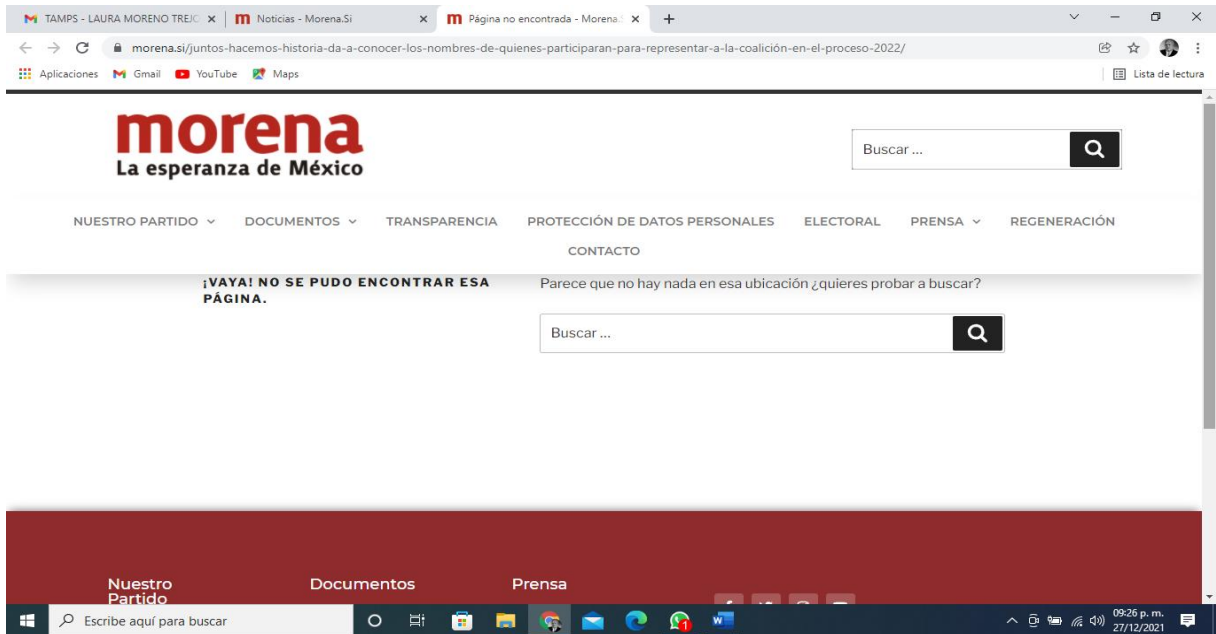 TAMPS - LAURA MORENO TREJO
Noticias - Morena.Si
Página no encontrada - Morena.
morena.si/juntos-hacemos-historia-da-a-conocer-los-nombres-de-quienes-participaran-para-representar-a-la-coalición-en-el-proceso-2022/
Aplicaciones Gmail YouTube Maps Lista de lectura
morena
La esperanza de México
Buscar ...
NUESTRO PARTIDO DOCUMENTOS TRANSPARENCIA PROTECCIÓN DE DATOS PERSONALES ELECTORAL PRENSA REGENERACIÓN
CONTACTO
¡VAYA! NO SE PUDO ENCONTRAR ESA
PÁGINA.
Parece que no hay nada en esa ubicación ¿quieres probar a buscar?
Buscar ...
Nuestro
Partido
Documentos
Prensa
Escribe aquí para buscar
09:26 p. m.
27/12/2021